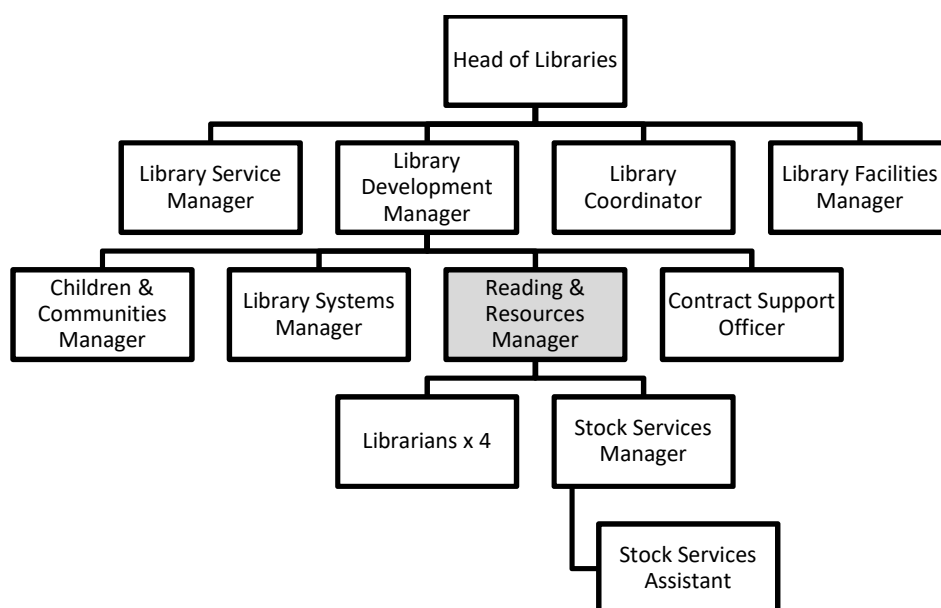 Head of Libraries
Library Service
Manager
Library
Development
Manager
Library
Coordinator
Library Facilities
Manager
Children &
Communities
Manager
Library Systems
Manager
Reading &
Resources
Manager
Contract Support
Officer
Librarians x 4
Stock Services
Manager
Stock Services
Assistant